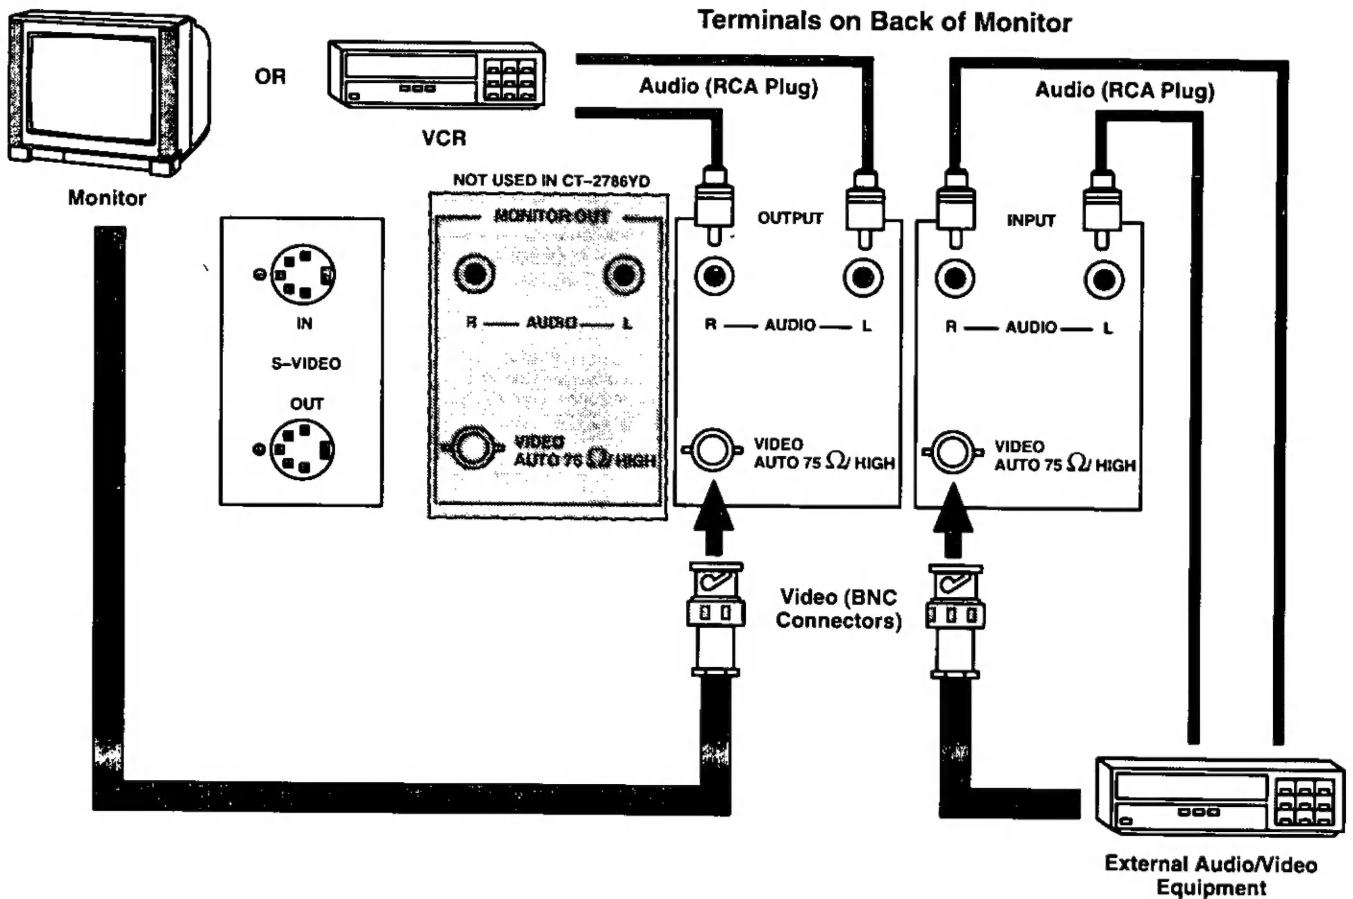 Terminals on Back of Monitor
OR
Audio (RCA Plug)
Audio (RCA Plug)
VCR
Monitor
NOT USED IN CT-2786YD
MONITOR OUT
OUTPUT
INPUT
IN
S-VIDEO
OUT
R AUDIO L
R AUDIO L
R AUDIO L
VIDEO
AUTO 75 Ω/ HIGH
VIDEO
AUTO 75 Ω/ HIGH
VIDEO
AUTO 75 Ω/ HIGH
Video (BNC
Connectors)
External Audio/Video
Equipment